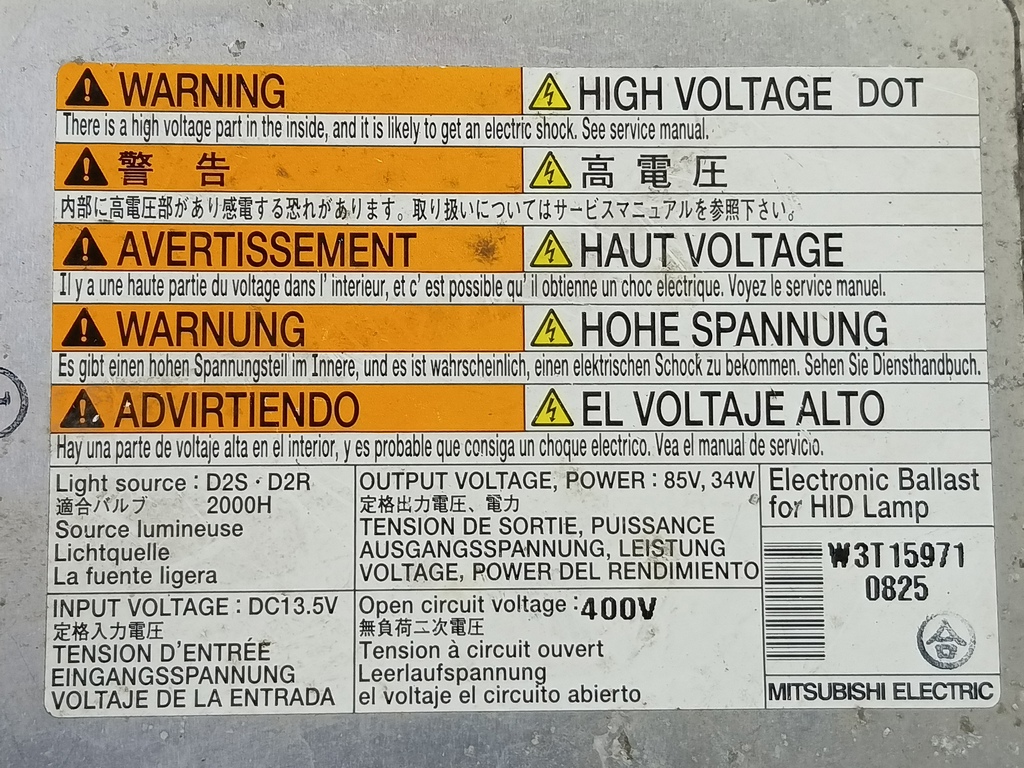 WARNING
HIGH VOLTAGE DOT
There is a high voltage part in the inside, and it is likely to get an electric shock. See service manual.
警告
高電圧
内部に高電圧部があり感電する恐れがあります。取り扱いについてはサービスマニュアルを参照下さい。
AVERTISSEMENT
HAUT VOLTAGE
Il y a une haute partie du voltage dans l' interieur, et c' est possible qu' il obtienne un choc electrique. Voyez le service manuel.
WARNUNG
HOHE SPANNUNG
Es gibt einen hohen Spannungsteil im Innere, und es ist wahrscheinlich, einen elektrischen Schock zu bekommen. Sehen Sie Diensthandbuch.
ADVIRTIENDO
EL VOLTAJE ALTO
Hay una parte de voltaje alta en el interior, y es probable que consiga un choque electrico. Vea el manual de servicio.
Light source : D2S · D2R
適合バルブ 2000H
Source lumineuse
Lichtquelle
La fuente ligera
OUTPUT VOLTAGE, POWER : 85V, 34W
定格出力電圧、電力
TENSION DE SORTIE, PUISSANCE
AUSGANGSSPANNUNG, LEISTUNG
VOLTAGE, POWER DEL RENDIMIENTO
Electronic Ballast
for HID Lamp
INPUT VOLTAGE : DC13.5V
定格入力電圧
TENSION D'ENTRÉE
EINGANGSSPANNUNG
VOLTAJE DE LA ENTRADA
Open circuit voltage : 400V
無負荷二次電圧
Tension à circuit ouvert
Leerlaufspannung
el voltaje el circuito abierto
W3T15971
0825
合
MITSUBISHI ELECTRIC